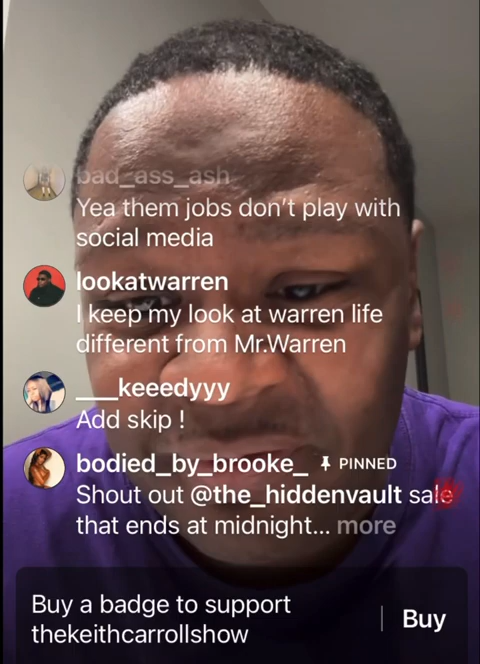 bad_ass_ash
Yea them jobs don't play with
social media
lookatwarren
I keep my look at warren life
different from Mr.Warren
___keeedyyy
Add skip !
bodied_by_brooke_ PINNED
Shout out @the_hiddenvault sale
that ends at midnight... more
Buy a badge to support
thekeithcarrollshow
Buy